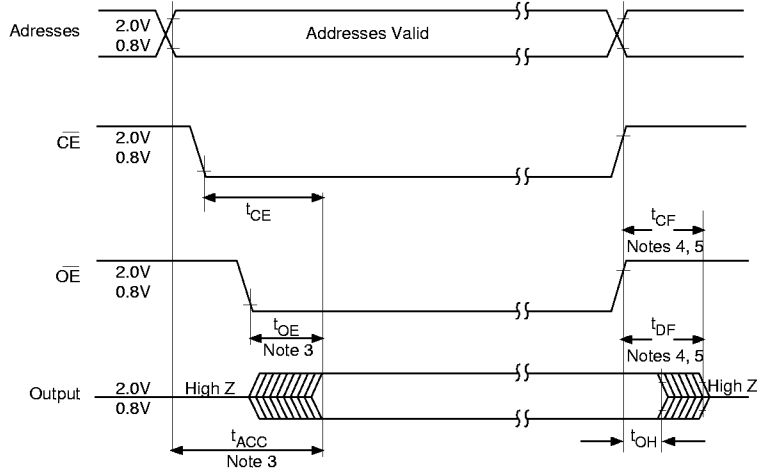 Adresses
2.0V
0.8V
Addresses Valid
CE
2.0V
0.8V
tCE
tCF
Notes 4, 5
OE
2.0V
0.8V
tOE
Note 3
tDF
Notes 4, 5
Output
2.0V
0.8V
High Z
High Z
tACC
Note 3
tOH